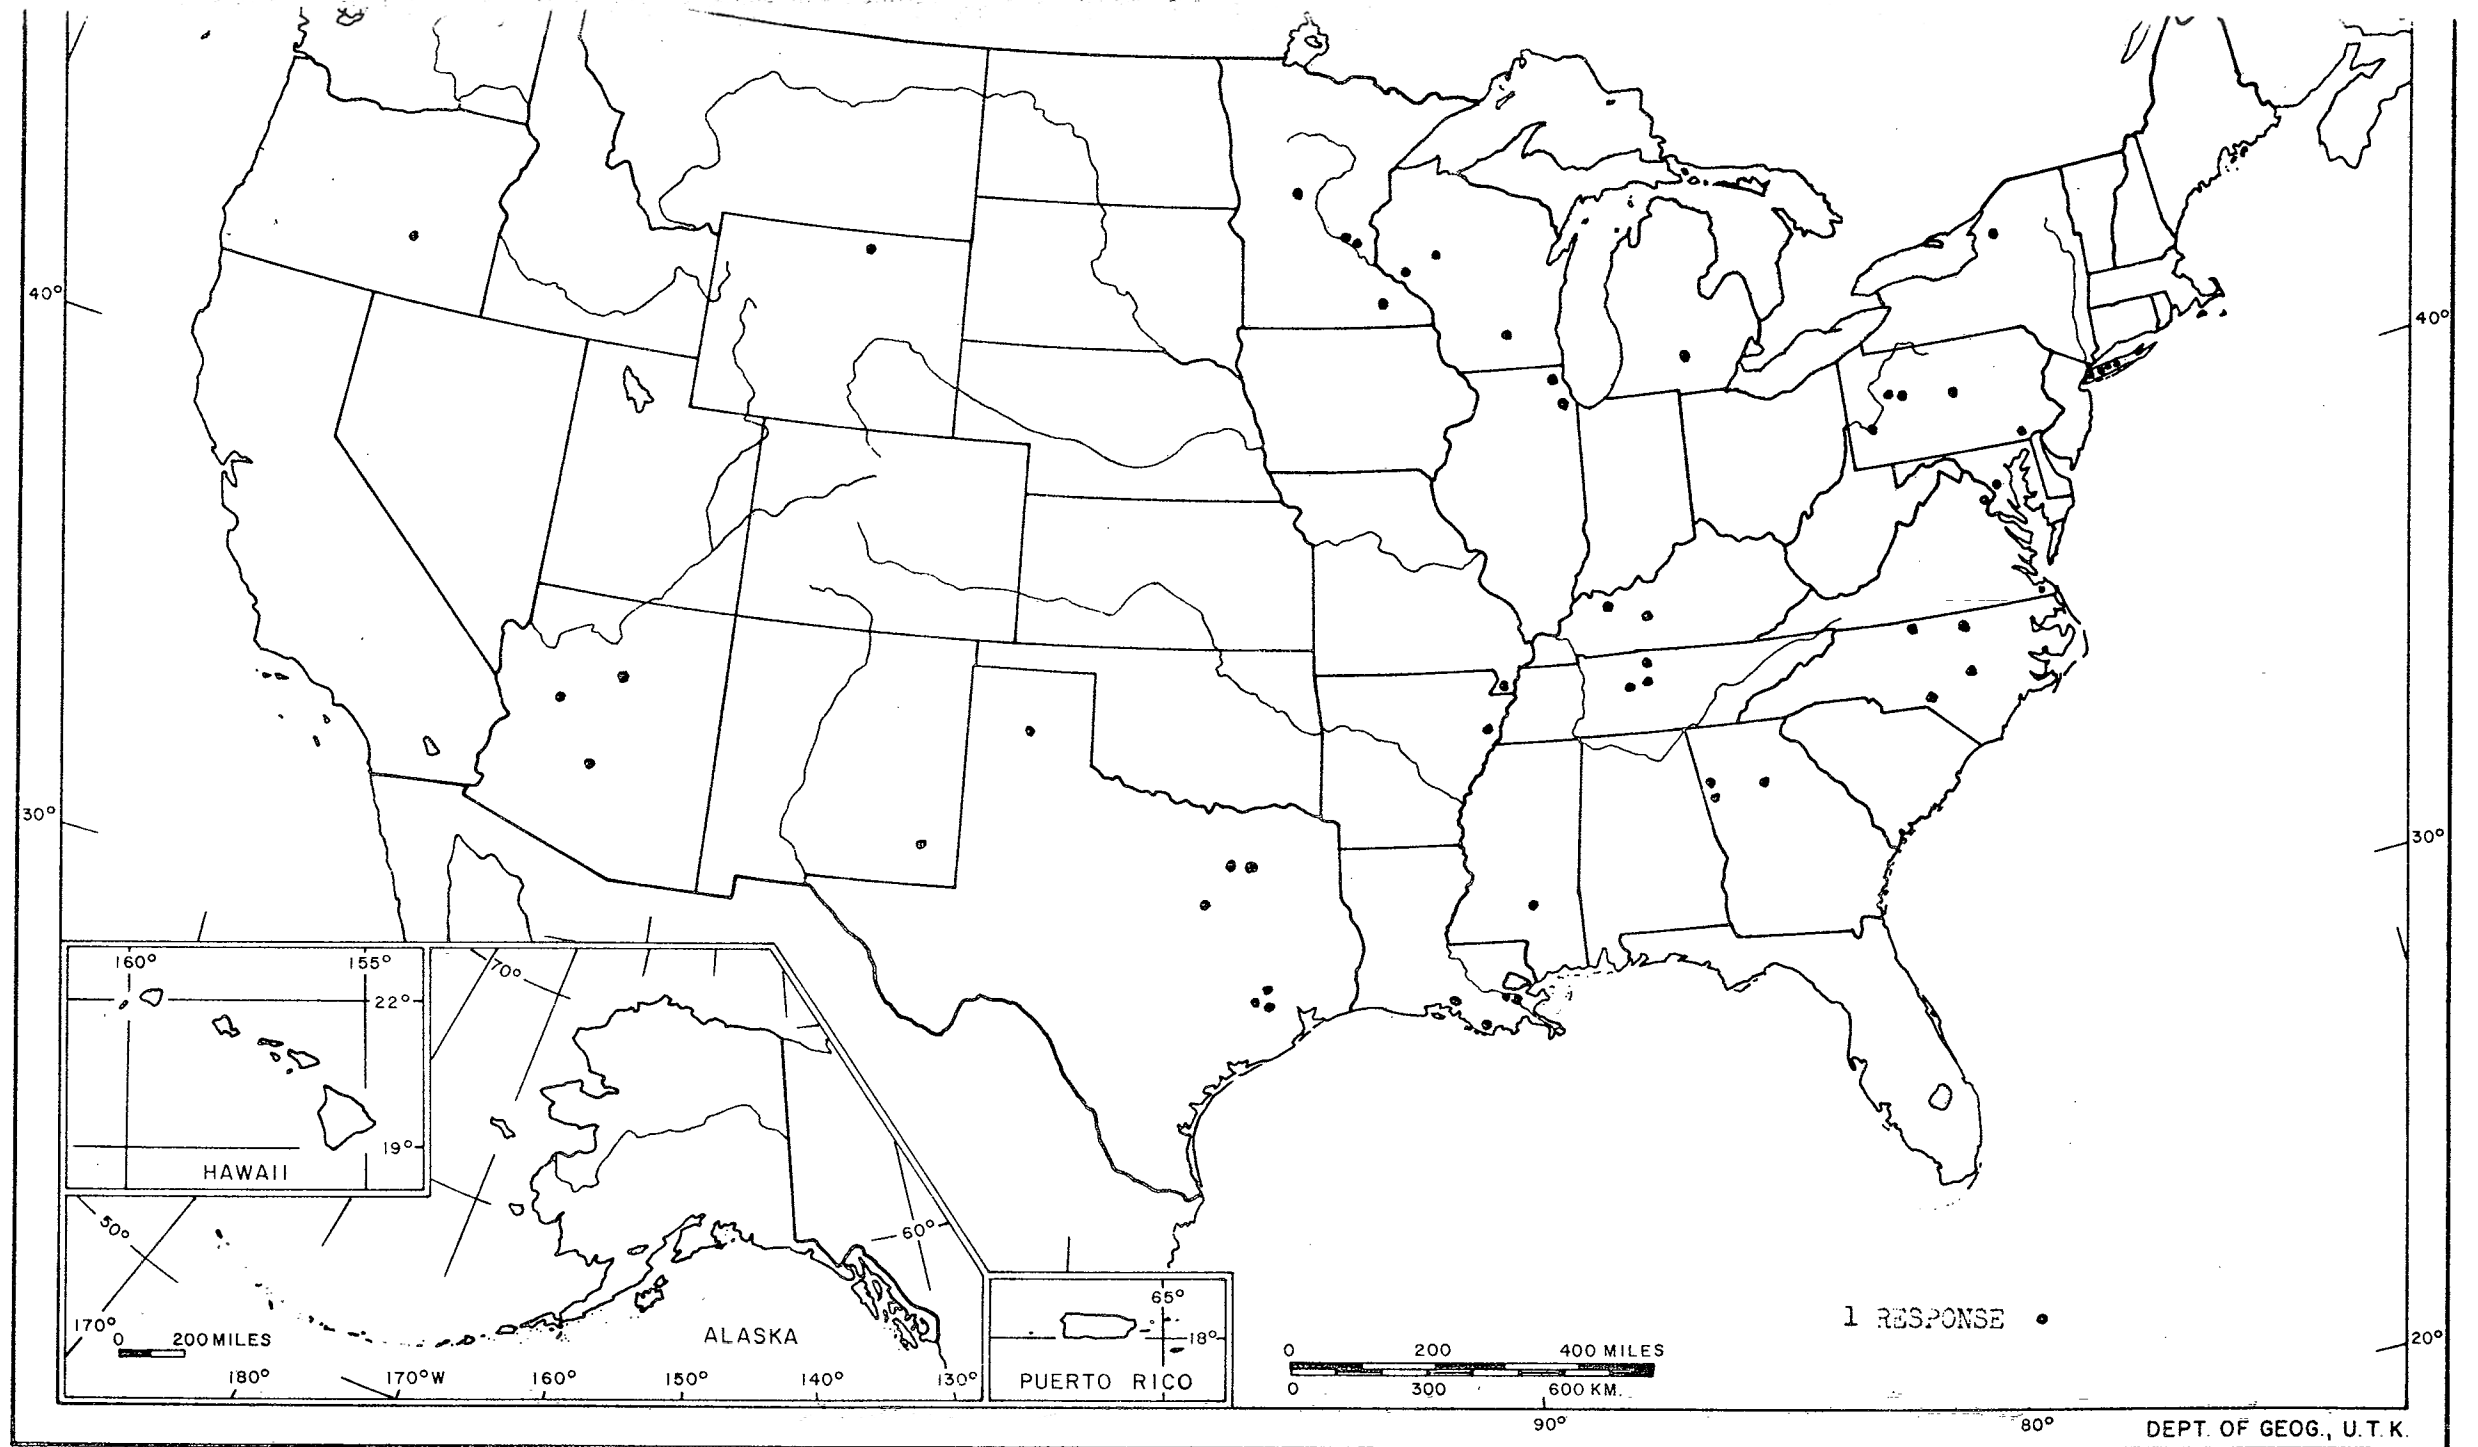 40°
40°
30°
30°
160°
155°
22°
19°
HAWAII
70°
50°
60°
170°
0 200 MILES
ALASKA
180° 170°W 160° 150° 140° 130°
65°
18°
PUERTO RICO
1 RESPONSE
0 200 400 MILES
0 300 600 KM.
20°
90° 80°
DEPT. OF GEOG., U.T.K.